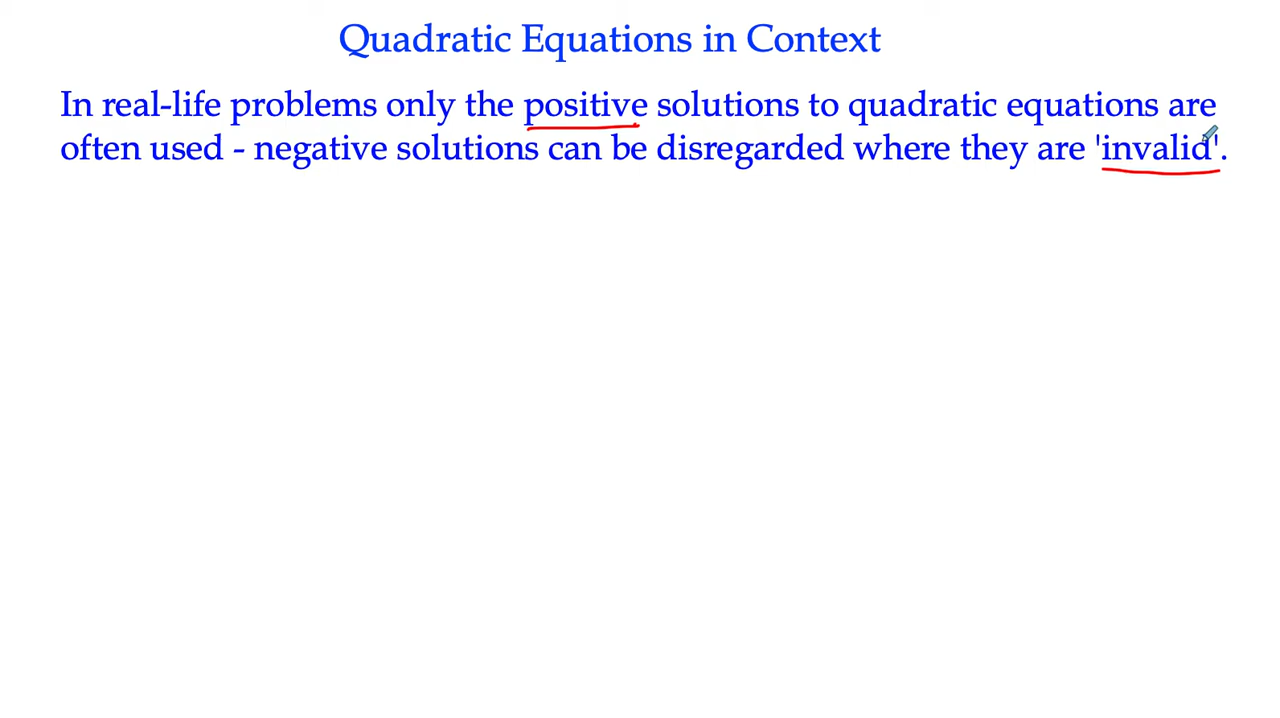 Quadratic Equations in Context
In real-life problems only the positive solutions to quadratic equations are
often used - negative solutions can be disregarded where they are 'invalid'.